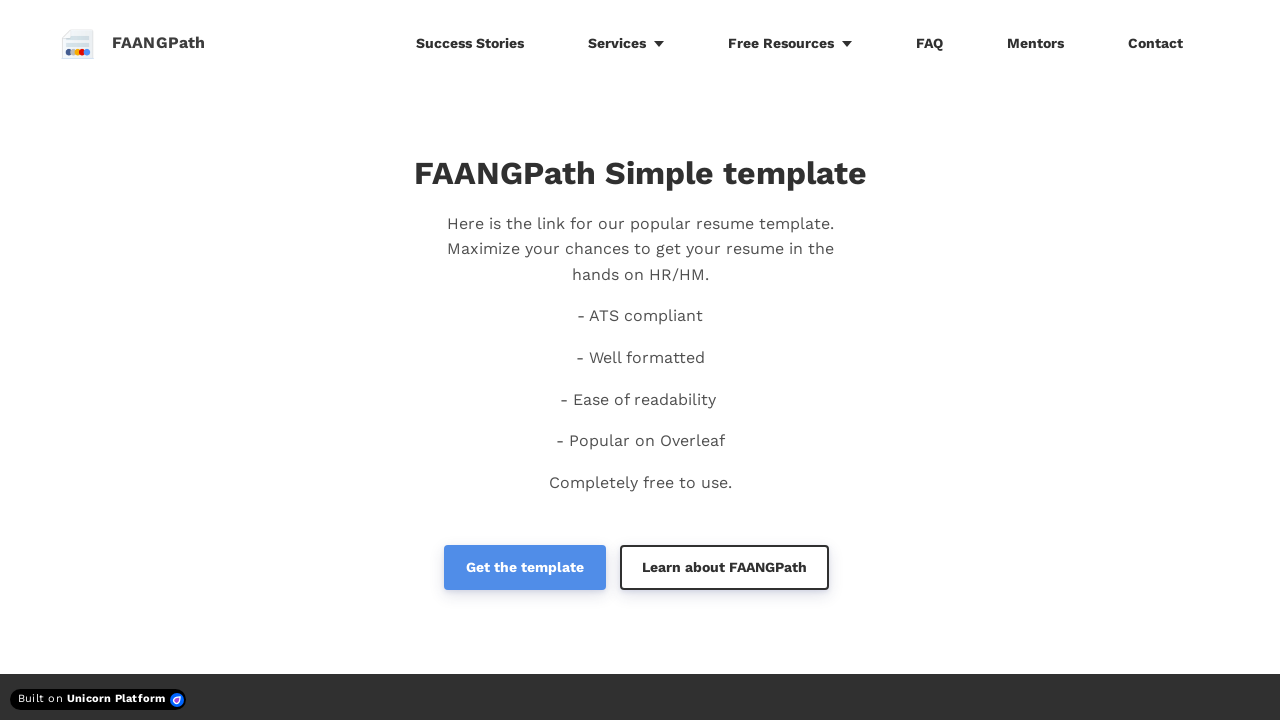 FAANGPath
Success Stories
Services
Free Resources
FAQ
Mentors
Contact
FAANGPath Simple template
Here is the link for our popular resume template.
Maximize your chances to get your resume in the
hands on HR/HM.
- ATS compliant
- Well formatted
- Ease of readability
- Popular on Overleaf
Completely free to use.
Get the template
Learn about FAANGPath
Built on Unicorn Platform